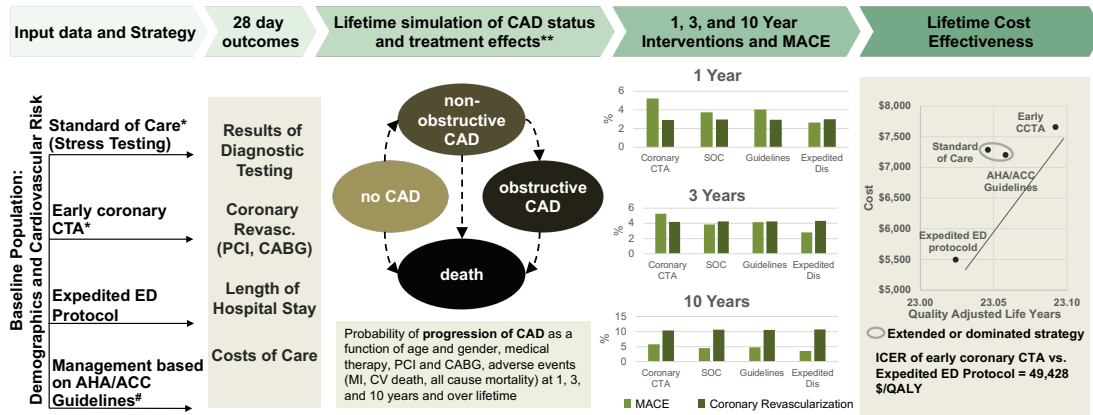 Input data and Strategy
28 day
outcomes
Lifetime simulation of CAD status
and treatment effects**
1, 3, and 10 Year
Interventions and MACE
Lifetime Cost
Effectiveness
Baseline Population:
Demographics and Cardiovascular Risk
Standard of Care*
(Stress Testing)
Early coronary
CTA*
Expedited ED
Protocol
Management based
on AHA/ACC
Guidelines#
Results of
Diagnostic
Testing
Coronary
Revasc.
(PCI, CABG)
Length of
Hospital Stay
Costs of Care
non-
obstructive
CAD
no CAD
obstructive
CAD
death
Probability of progression of CAD as a
function of age and gender, medical
therapy, PCI and CABG, adverse events
(MI, CV death, all cause mortality) at 1, 3,
and 10 years and over lifetime
1 Year
%
6
4
2
0
Coronary
CTA
SOC
Guidelines
Expedited
Dis
3 Years
%
6
4
2
0
Coronary
CTA
SOC
Guidelines
Expedited
Dis
10 Years
%
15
10
5
0
Coronary
CTA
SOC
Guidelines
Expedited
Dis
MACE
Coronary Revascularization
Cost
$8,000
$7,500
$7,000
$6,500
$6,000
$5,500
$5,000
Early
CCTA
Standard
of Care
AHA/ACC
Guidelines
Expedited ED
protocold
23.00
23.05
23.10
Quality Adjusted Life Years
Extended or dominated strategy
ICER of early coronary CTA vs.
Expedited ED Protocol = 49,428
$/QALY